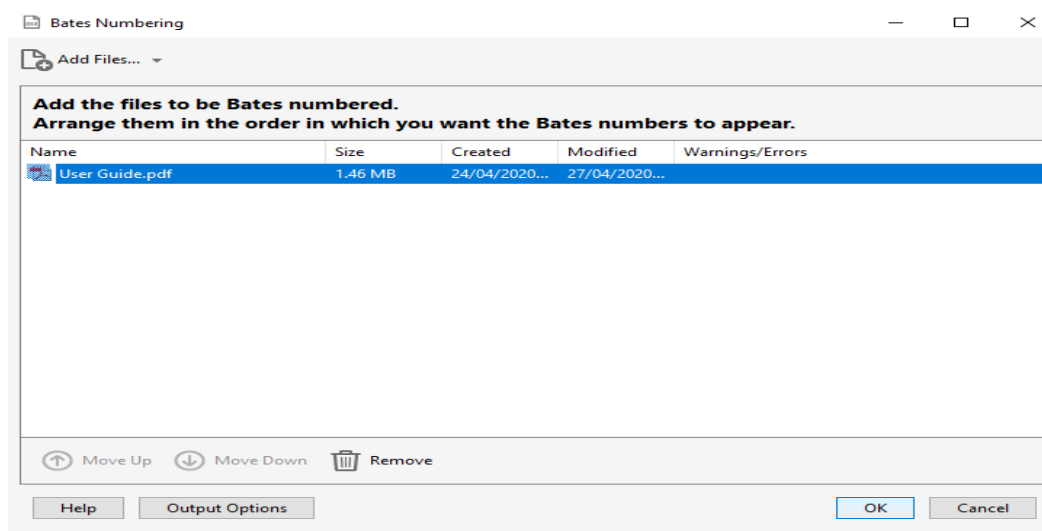 Bates Numbering
Add Files...
Add the files to be Bates numbered.
Arrange them in the order in which you want the Bates numbers to appear.
Name Size Created Modified Warnings/Errors
User Guide.pdf 1.46 MB 24/04/2020... 27/04/2020...
Move Up Move Down Remove
Help Output Options OK Cancel